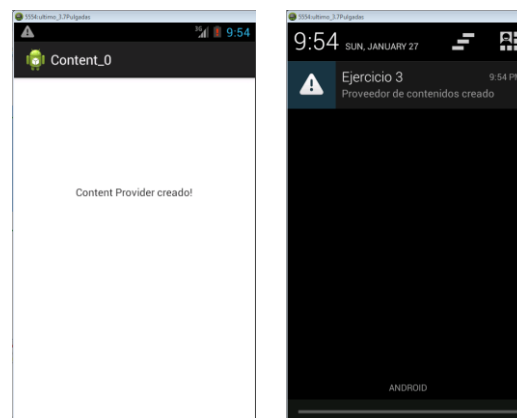 5554:ultimo_3.7Pulgadas
3G 9:54
Content_0
Content Provider creado!
5554:ultimo_3.7Pulgadas
9:54 SUN, JANUARY 27
Ejercicio 3 9:54 PM
Proveedor de contenidos creado
ANDROID